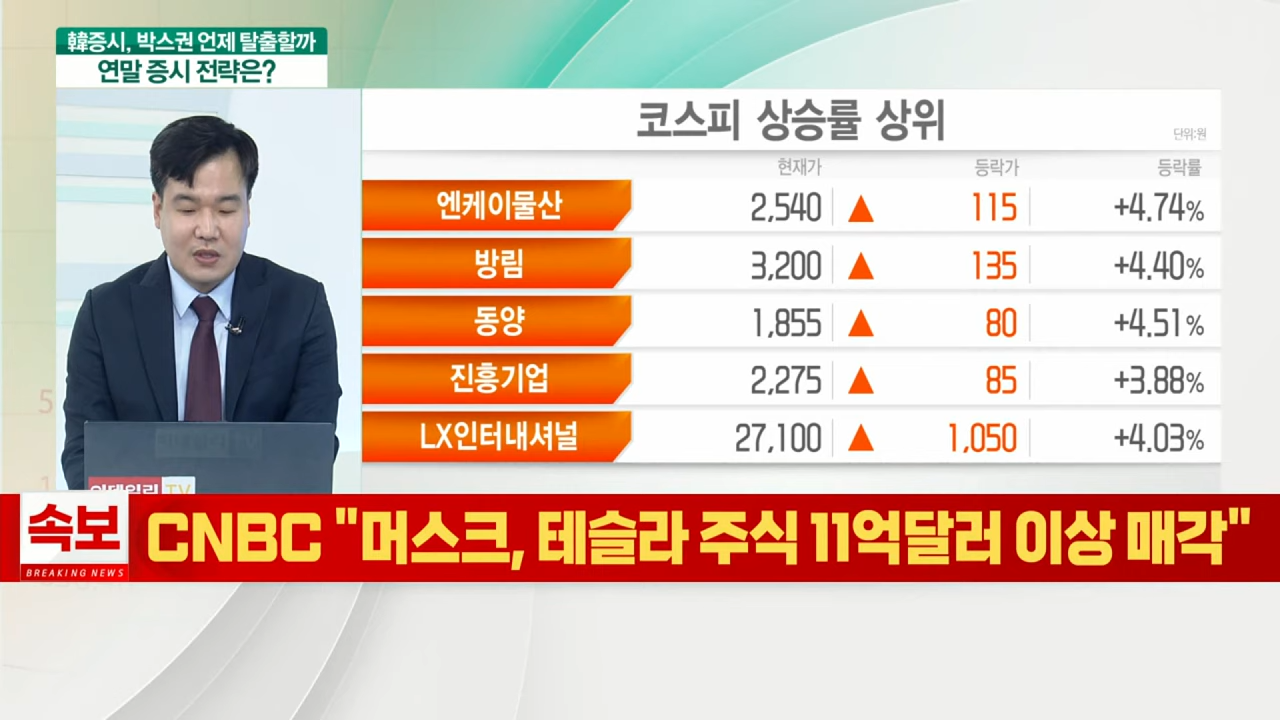 韓증시, 박스권 언제 탈출할까
연말 증시 전략은?
코스피 상승률 상위
단위:원
현재가 등락가 등락률
엔케이물산 2,540 ▲ 115 +4.74%
방림 3,200 ▲ 135 +4.40%
동양 1,855 ▲ 80 +4.51%
진흥기업 2,275 ▲ 85 +3.88%
LX인터내셔널 27,100 ▲ 1,050 +4.03%
이데일리 TV
속보
BREAKING NEWS
CNBC "머스크, 테슬라 주식 11억달러 이상 매각"